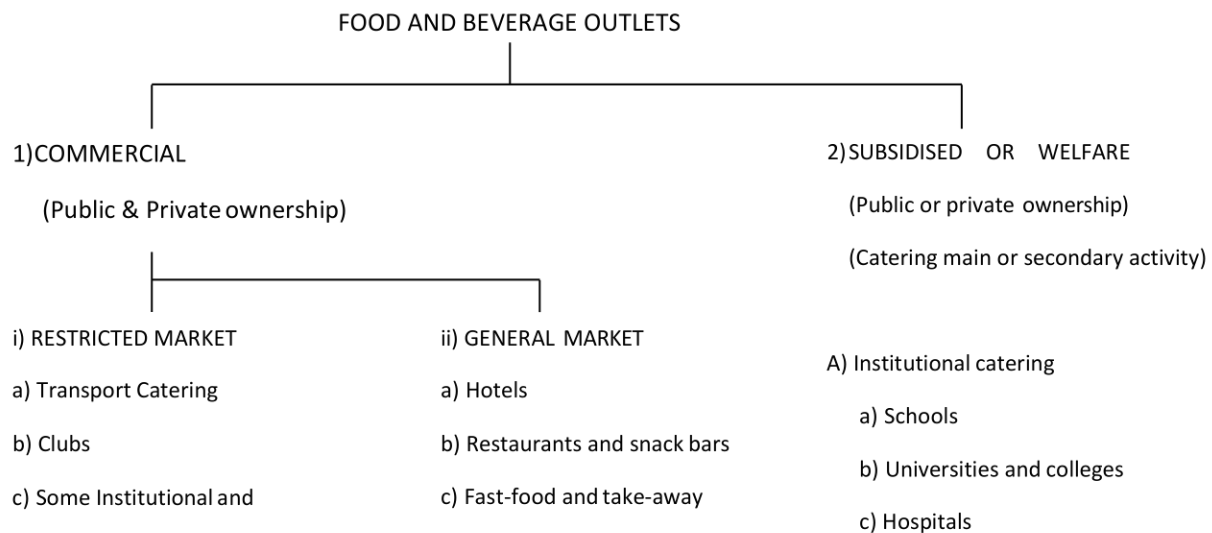 FOOD AND BEVERAGE OUTLETS
1)COMMERCIAL
(Public & Private ownership)
i) RESTRICTED MARKET
a) Transport Catering
b) Clubs
c) Some Institutional and
ii) GENERAL MARKET
a) Hotels
b) Restaurants and snack bars
c) Fast-food and take-away
2) SUBSIDISED OR WELFARE
(Public or private ownership)
(Catering main or secondary activity)
A) Institutional catering
a) Schools
b) Universities and colleges
c) Hospitals